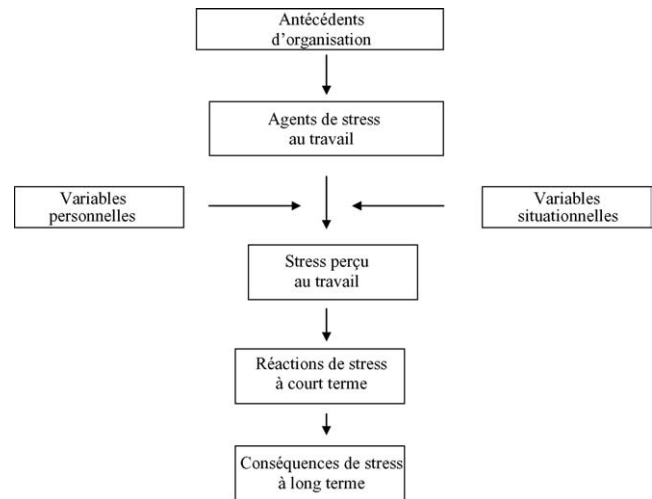 Antécédents
d’organisation
Agents de stress
au travail
Variables
personnelles
Variables
situationnelles
Stress perçu
au travail
Réactions de stress
à court terme
Conséquences de stress
à long terme